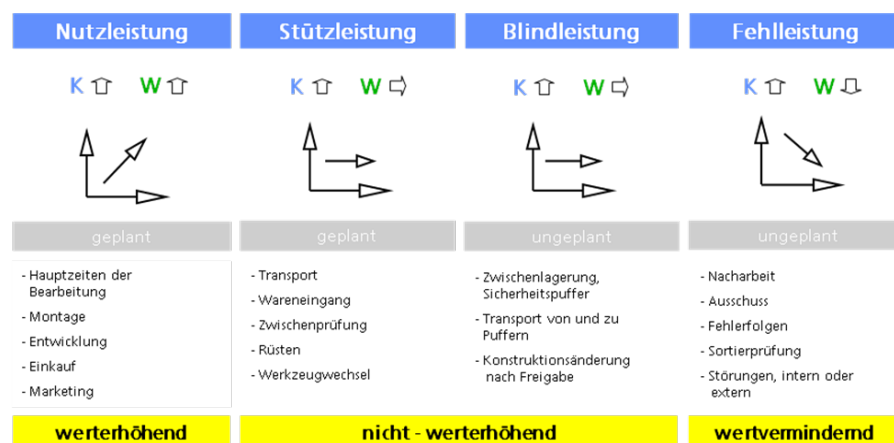 Nutzleistung
K W
geplant
- Hauptzeiten der
Bearbeitung
- Montage
- Entwicklung
- Einkauf
- Marketing
werterhöhend
Stützleistung
K W
geplant
- Transport
- Wareneingang
- Zwischenprüfung
- Rüsten
- Werkzeugwechsel
Blindleistung
K W
ungeplant
- Zwischenlagerung,
Sicherheitspuffer
- Transport von und zu
Puffern
- Konstruktionsänderung
nach Freigabe
nicht - werterhöhend
Fehlleistung
K W
ungeplant
- Nacharbeit
- Ausschuss
- Fehlerfolgen
- Sortierprüfung
- Störungen, intern oder
extern
wertvermindernd